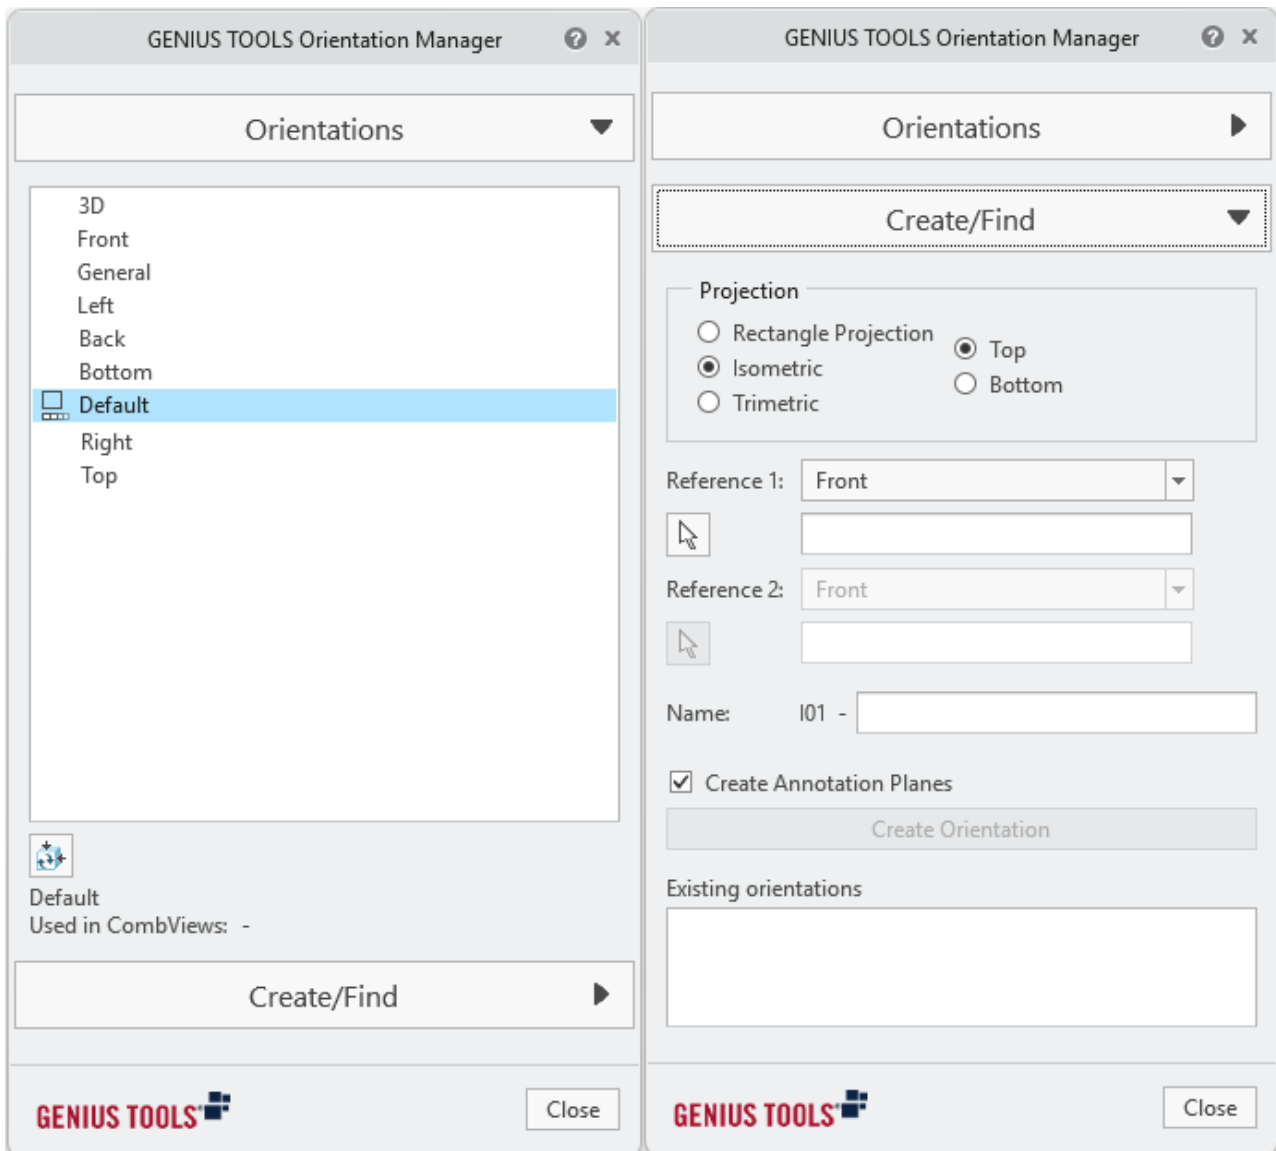 GENIUS TOOLS Orientation Manager
Orientations
3D
Front
General
Left
Back
Bottom
Default
Right
Top
Default
Used in CombViews: -
Create/Find
GENIUS TOOLS
Close
GENIUS TOOLS Orientation Manager
Orientations
Create/Find
Projection
Rectangle Projection
Isometric
Trimetric
Top
Bottom
Reference 1: Front
Reference 2: Front
Name: I01 -
Create Annotation Planes
Create Orientation
Existing orientations
GENIUS TOOLS
Close